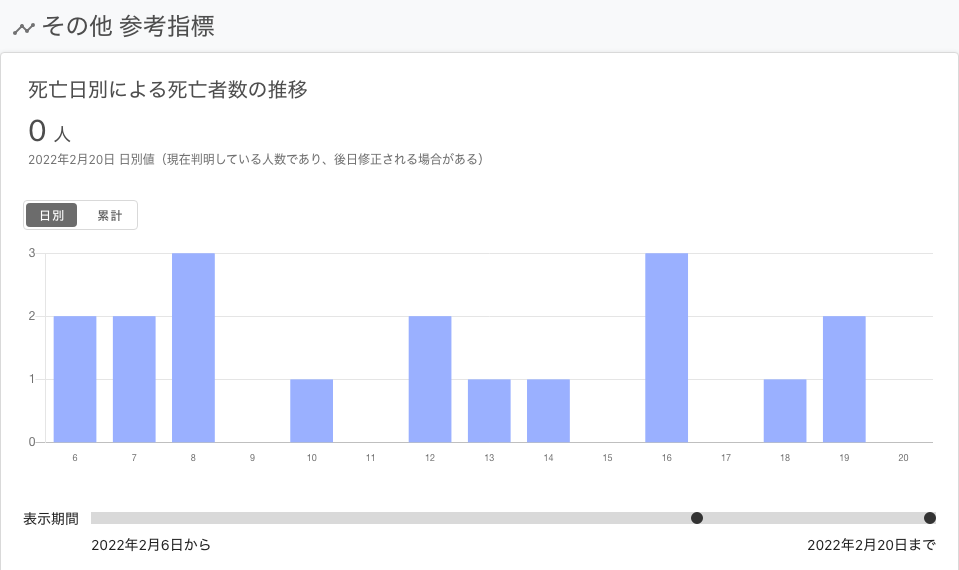 その他 参考指標
死亡日別による死亡者数の推移
0 人
2022年2月20日 日別値（現在判明している人数であり、後日修正される場合がある）
日別 累計
3
2
1
0
6 7 8 9 10 11 12 13 14 15 16 17 18 19 20
表示期間
2022年2月6日から 2022年2月20日まで